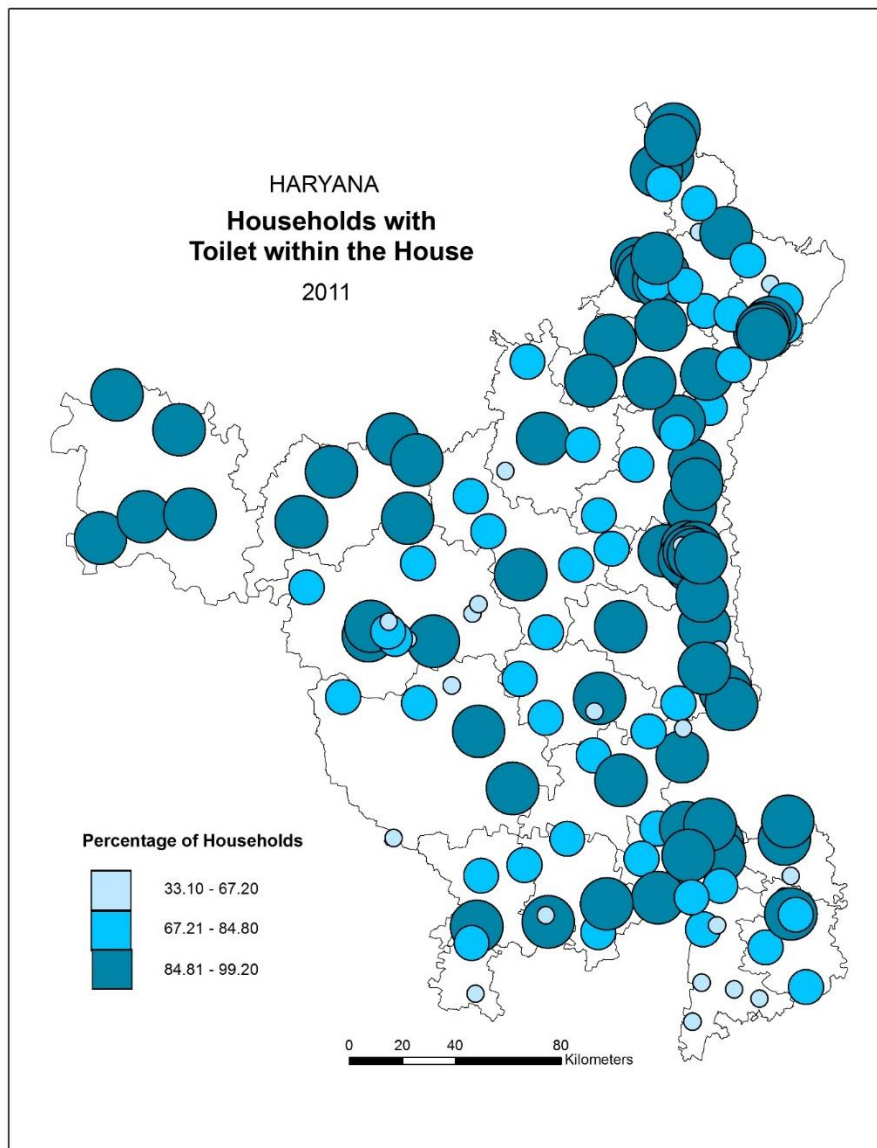 HARYANA
Households with
Toilet within the House
2011
Percentage of Households
33.10 - 67.20
67.21 - 84.80
84.81 - 99.20
0 20 40 80
Kilometers